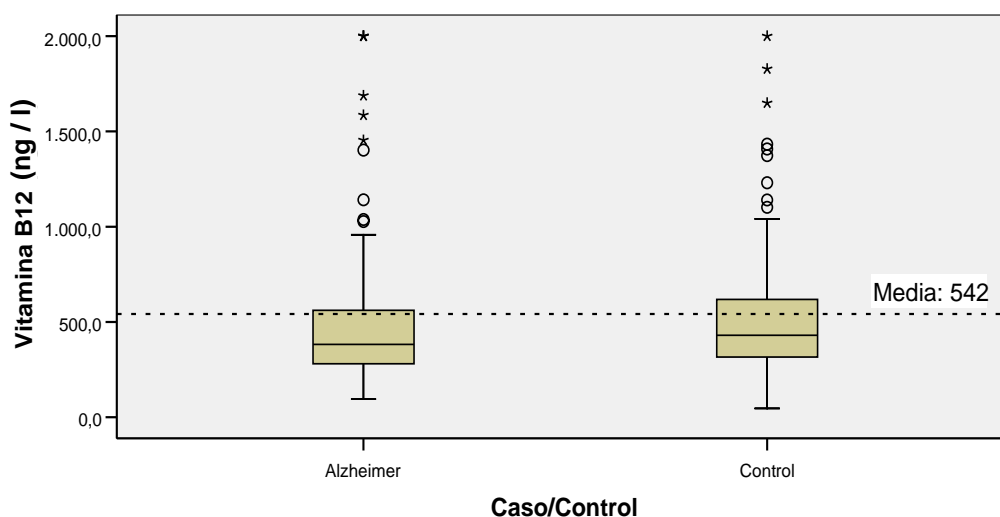 2.000,0
1.500,0
1.000,0
500,0
0,0
Vitamina B12 (ng / l)
Media: 542
Alzheimer
Control
Caso/Control